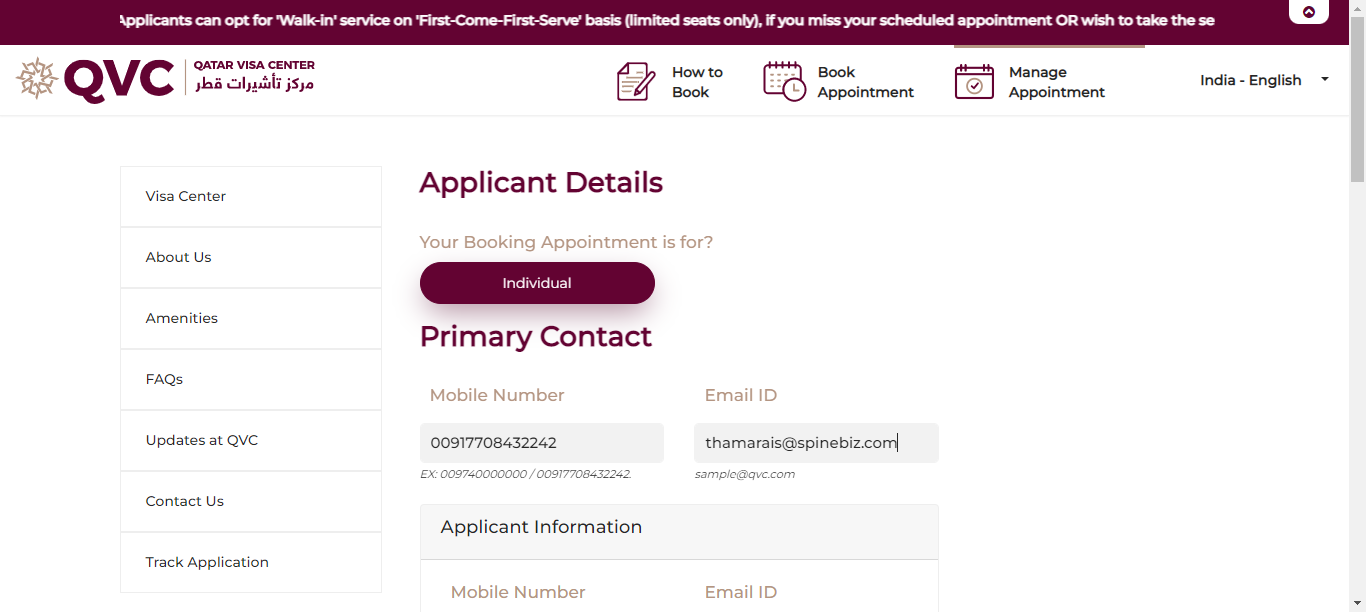 Applicants can opt for 'Walk-in' service on 'First-Come-First-Serve' basis (limited seats only), if you miss your scheduled appointment OR wish to take the se
QVC
QATAR VISA CENTER
مركز تأشيرات قطر
How to
Book
Book
Appointment
Manage
Appointment
India - English
Visa Center
About Us
Amenities
FAQs
Updates at QVC
Contact Us
Track Application
Applicant Details
Your Booking Appointment is for?
Individual
Primary Contact
Mobile Number Email ID
00917708432242 thamarais@spinebiz.com
EX: 009740000000 / 00917708432242. sample@qvc.com
Applicant Information
Mobile Number Email ID